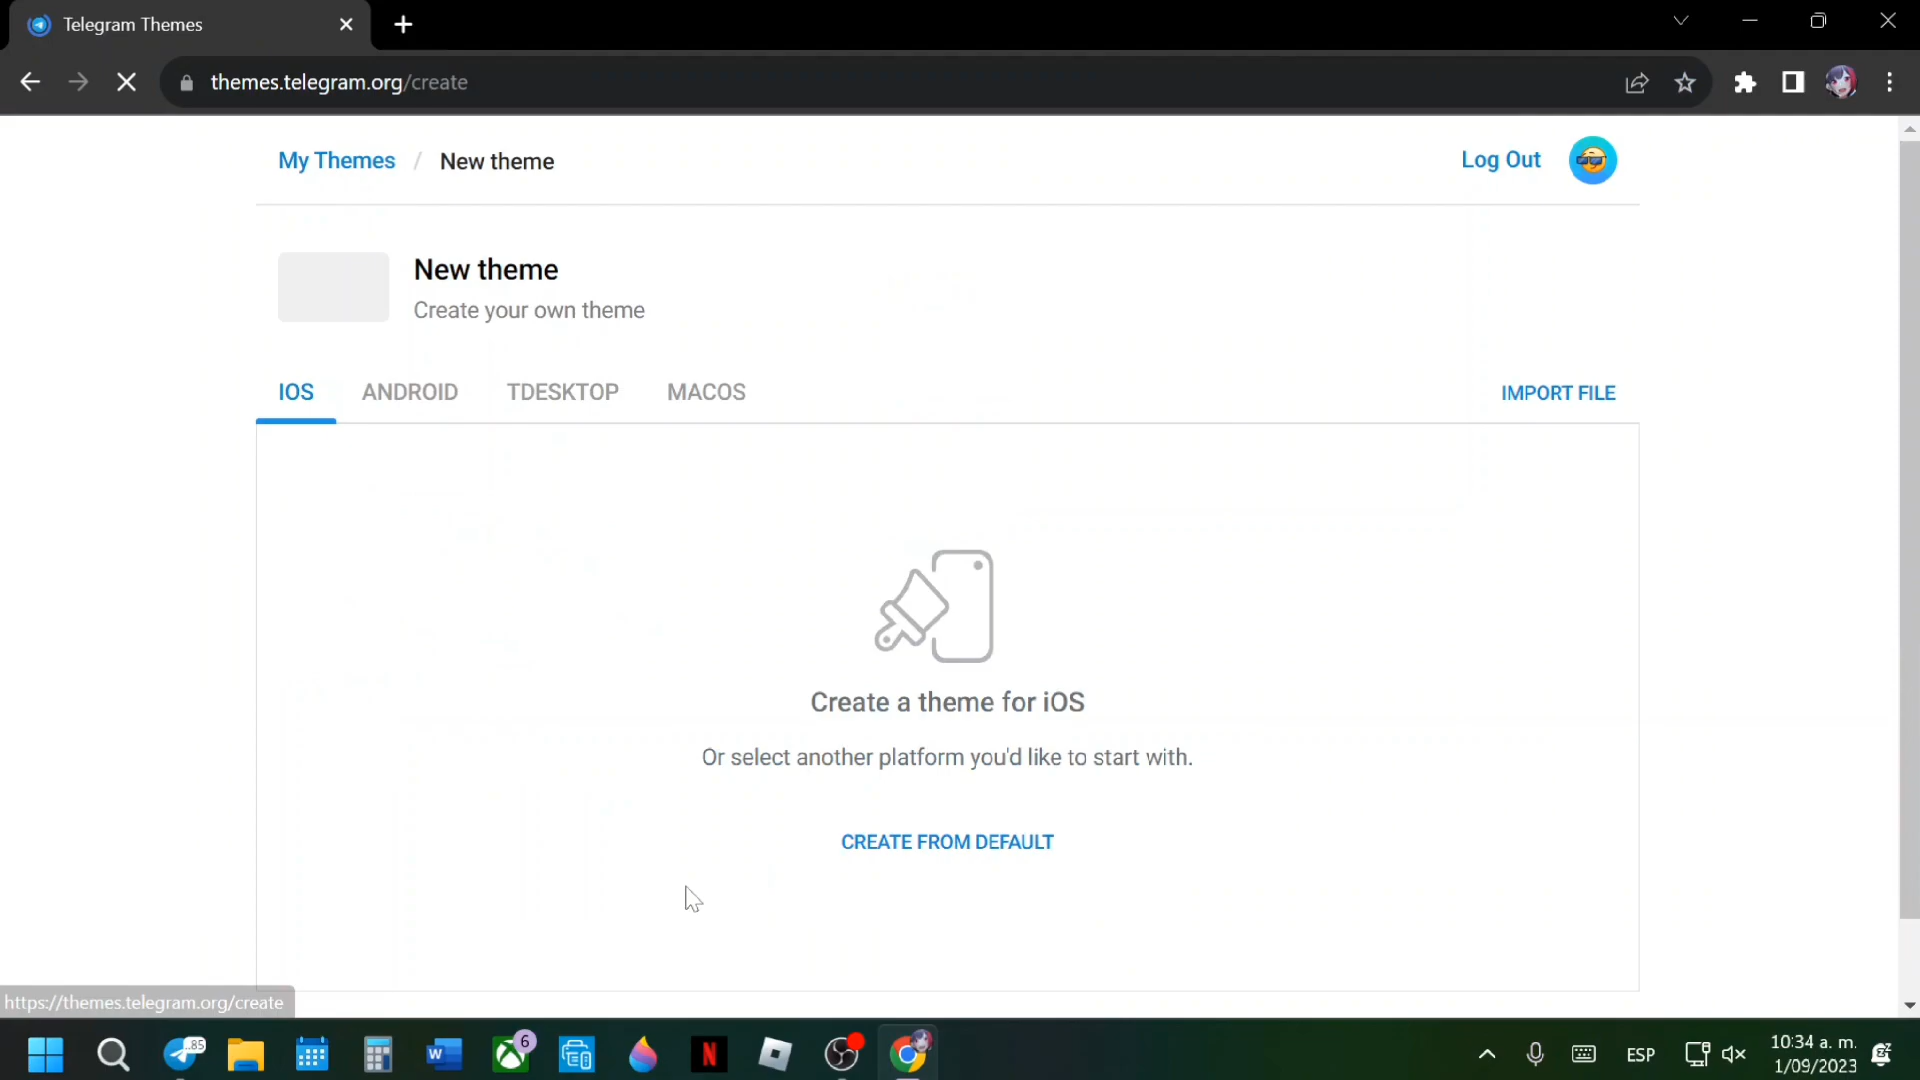 Telegram Themes
themes.telegram.org/create
My Themes / New theme
Log Out
New theme
Create your own theme
IOS
ANDROID
TDESKTOP
MACOS
IMPORT FILE
Create a theme for iOS
Or select another platform you'd like to start with.
CREATE FROM DEFAULT
https://themes.telegram.org/create
..85
W
6
N
ESP
10:34 a. m.
1/09/2023